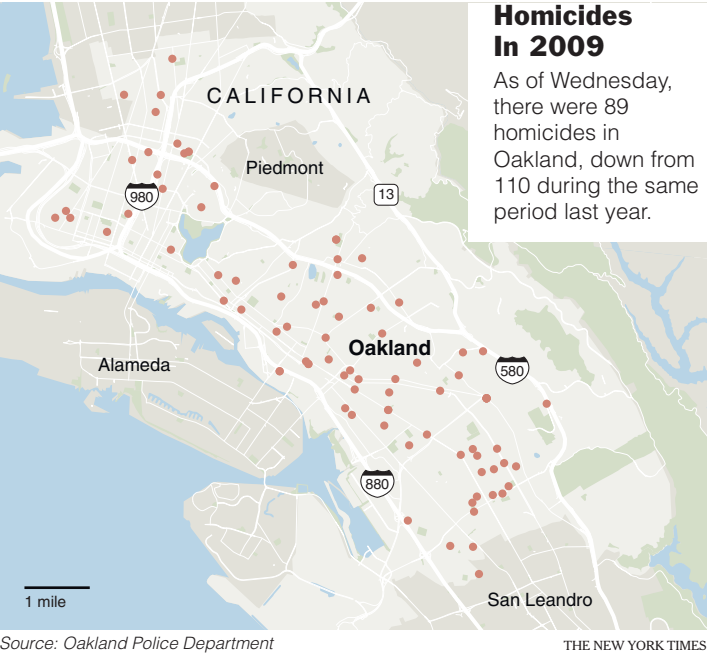 Homicides
In 2009
As of Wednesday,
there were 89
homicides in
Oakland, down from
110 during the same
period last year.
CALIFORNIA
Piedmont
980
13
Alameda
Oakland
580
880
1 mile
San Leandro
Source: Oakland Police Department
THE NEW YORK TIMES